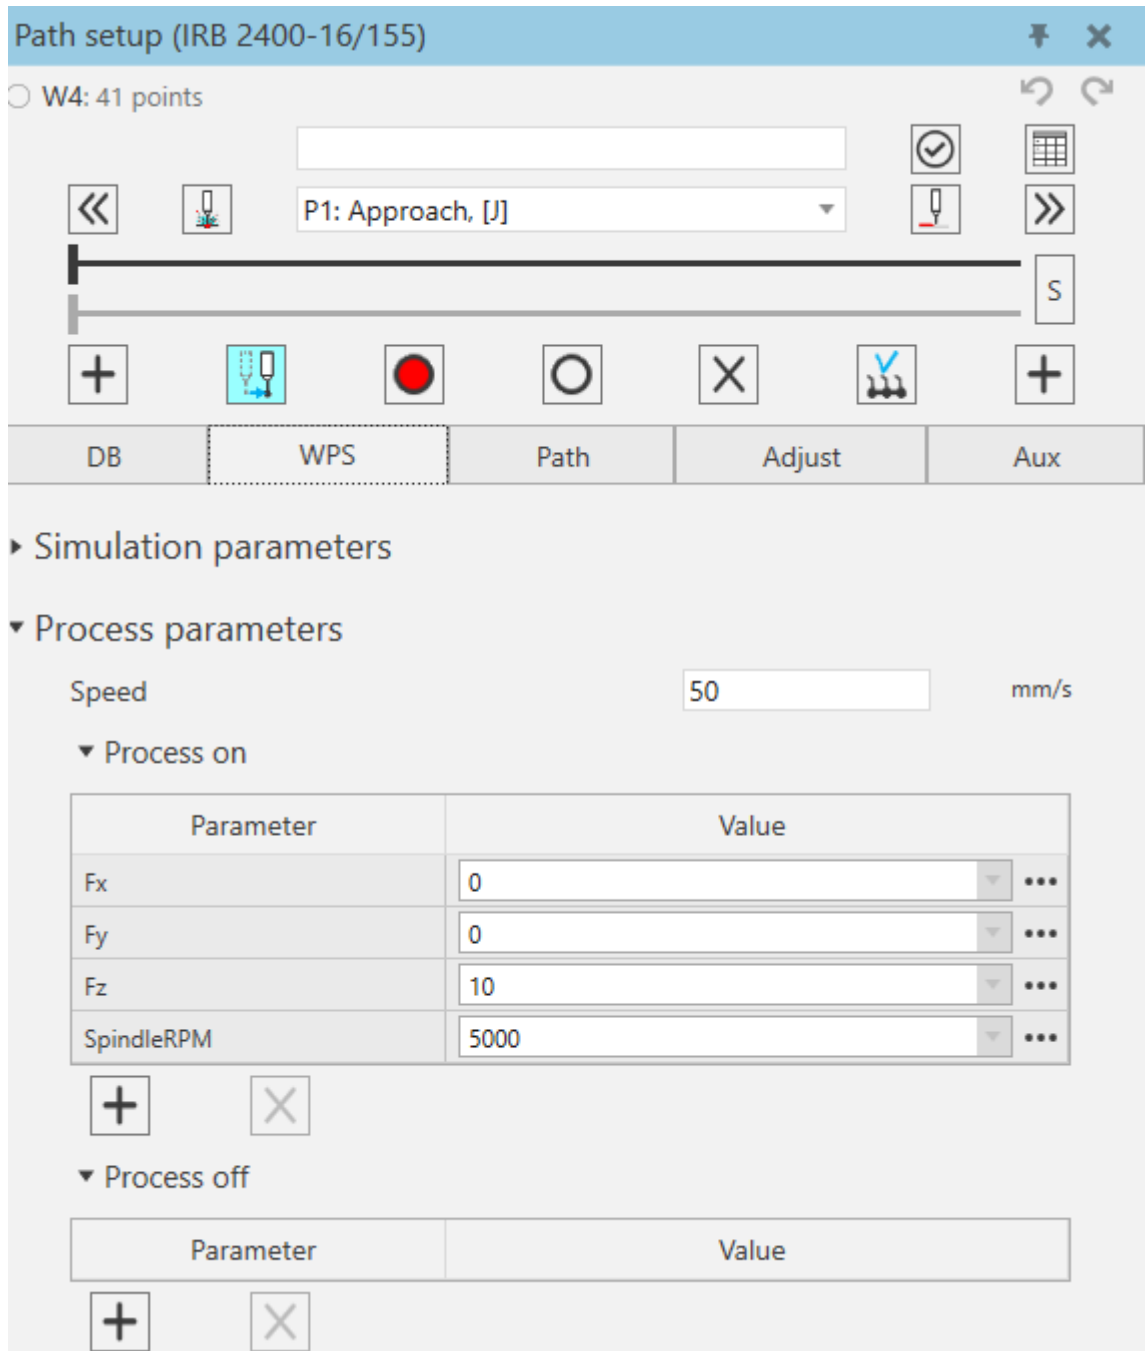 Path setup (IRB 2400-16/155)
W4: 41 points
P1: Approach, [J]
S
DB WPS Path Adjust Aux
Simulation parameters
Process parameters
Speed 50 mm/s
Process on
Parameter Value
Fx 0
Fy 0
Fz 10
SpindleRPM 5000
Process off
Parameter Value